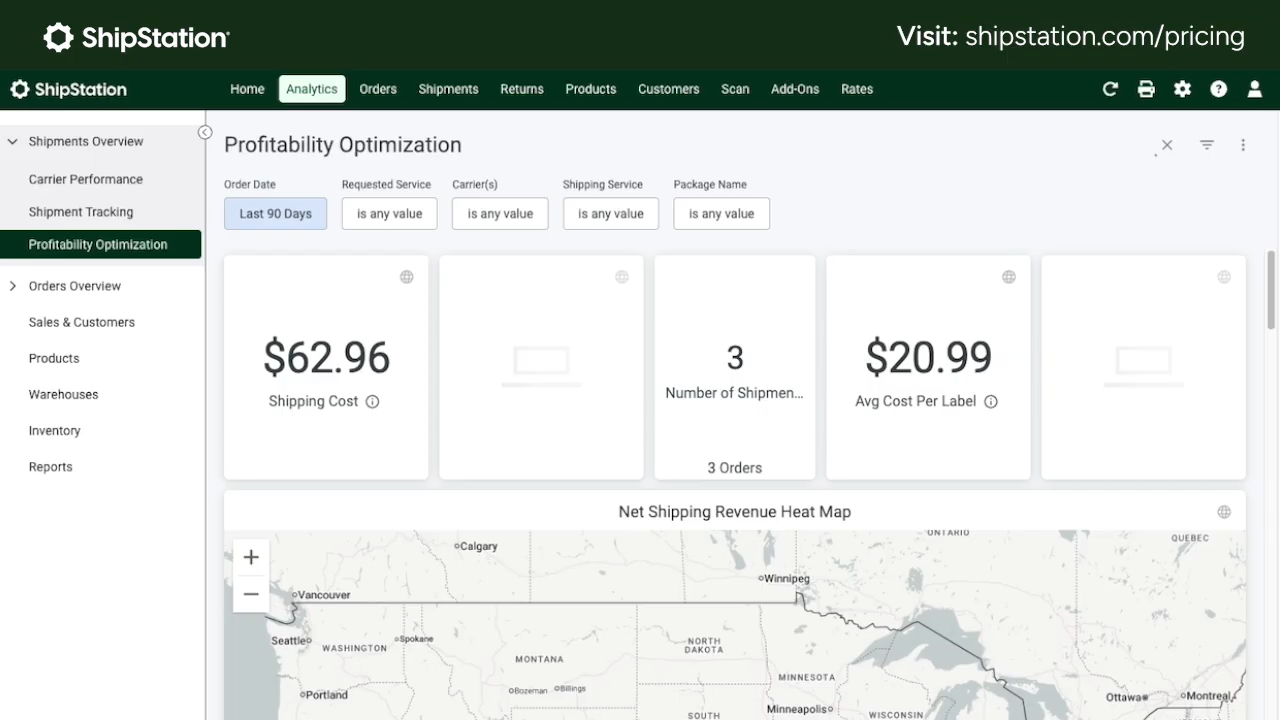 ShipStation
Visit: shipstation.com/pricing
ShipStation
Home
Analytics
Orders
Shipments
Returns
Products
Customers
Scan
Add-Ons
Rates
Shipments Overview
Carrier Performance
Shipment Tracking
Profitability Optimization
Orders Overview
Sales & Customers
Products
Warehouses
Inventory
Reports
Profitability Optimization
Order Date
Requested Service
Carrier(s)
Shipping Service
Package Name
Last 90 Days
is any value
is any value
is any value
is any value
$62.96
Shipping Cost
3
Number of Shipmen...
3 Orders
$20.99
Avg Cost Per Label
Net Shipping Revenue Heat Map
ONTARIO
QUEBEC
Calgary
Winnipeg
Vancouver
Seattle
WASHINGTON
Spokane
MONTANA
NORTH
DAKOTA
MINNESOTA
Portland
Bozeman
Billings
Ottawa
Montreal
Minneapolis
SOUTH
WISCONSIN